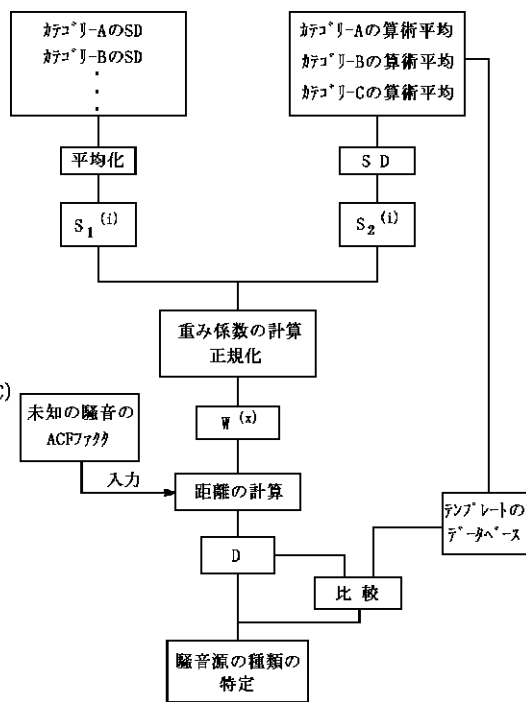 ｶﾃｺﾞﾘｰAのSD
ｶﾃｺﾞﾘｰBのSD
・
・
・
ｶﾃｺﾞﾘｰAの算術平均
ｶﾃｺﾞﾘｰBの算術平均
ｶﾃｺﾞﾘｰCの算術平均
平均化
S D
S₁⁽ⁱ⁾
S₂⁽ⁱ⁾
重み係数の計算
正規化
W⁽ˣ⁾
C)
未知の騒音の
ACFﾌｧｸﾀ
入力
距離の計算
ﾃﾝﾌﾟﾚｰﾄの
ﾃﾞｰﾀﾍﾞｰｽ
D
比 較
騒音源の種類の
特定